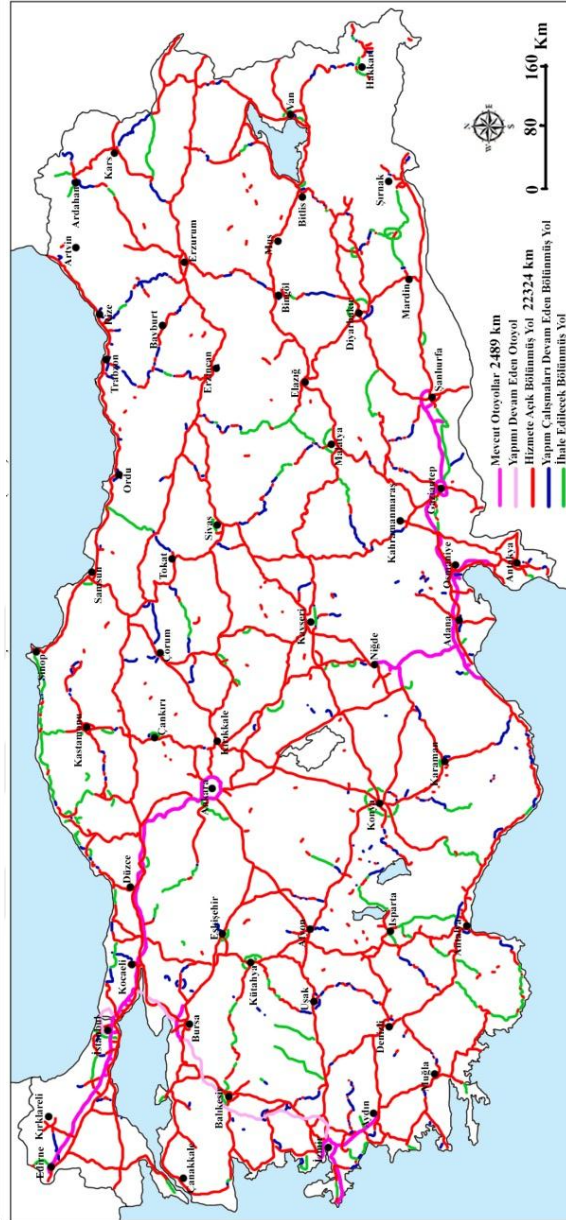 Edirne
Kırklareli
İstanbul
Kocaeli
Düzce
Kastamonu
Sinop
Samsun
Ordu
Trabzon
Rize
Artvin
Ardahan
Kars
Çankırı
Çorum
Tokat
Bayburt
Çanakkale
Bursa
Eskişehir
Ankara
Kırıkkale
Sivas
Erzincan
Erzurum
Balıkesir
Kütahya
Afyon
Uşak
Kayseri
Malatya
Elazığ
Bingöl
Muş
Bitlis
Van
Hakkari
İzmir
Aydın
Denizli
Isparta
Konya
Niğde
Kahramanmaraş
Diyarbakır
Mardin
Şırnak
Muğla
Antalya
Karaman
Adana
Osmaniye
Gaziantep
Şanlıurfa
Antakya
Mevcut Otoyollar 2489 km
Yapımı Devam Eden Otoyol
Hizmete Açık Bölünmüş Yol 22324 km
Yapım Çalışmaları Devam Eden Bölünmüş Yol
İhale Edilecek Bölünmüş Yol
N
W E
S
0 80 160 Km